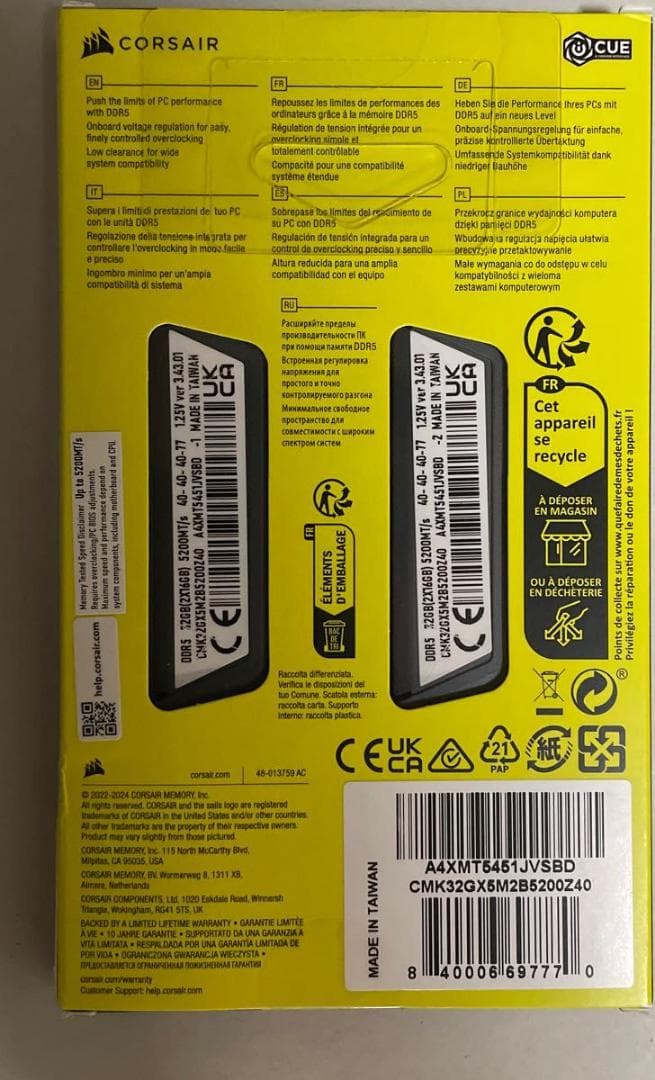 CORSAIR
iCUE
EN
Push the limits of PC performance
with DDR5
Onboard voltage regulation for easy,
finely controlled overclocking
Low clearance for wide
system compatibility
FR
Repoussez les limites de performances des
ordinateurs grâce à la mémoire DDR5
Régulation de tension intégrée pour un
overclocking simple et
totalement contrôlable
Compacité pour une compatibilité
système étendue
DE
Heben Sie die Performance Ihres PCs mit
DDR5 auf ein neues Level
Onboard-Spannungsregelung für einfache,
präzise kontrollierte Übertaktung
Umfassende Systemkompatibilität dank
niedriger Bauhöhe
IT
Supera i limiti di prestazioni del tuo PC
con le unità DDR5
Regolazione della tensione integrata per
controllare l'overclocking in modo facile
e preciso
Ingombro minimo per un'ampia
compatibilità di sistema
ES
Sobrepase los límites del rendimiento de
su PC con DDR5
Regulación de tensión integrada para un
control de overclocking preciso y sencillo
Altura reducida para una amplia
compatibilidad con el equipo
PL
Przekrocz granice wydajności komputera
dzięki pamięci DDR5
Wbudowana regulacja napięcia ułatwia
precyzyjne przetaktowywanie
Małe wymagania co do odstępu w celu
kompatybilności z wieloma
zestawami komputerowym
RU
Расширяйте пределы
производительности ПК
при помощи памяти DDR5
Встроенная регулировка
напряжения для
простого и точно
контролируемого разгона
Минимальное свободное
пространство для
совместимости с широким
спектром систем
Memory Tested Speed Disclaimer Up to 5200MT/s
Requires overclocking/PC BIOS adjustments.
Maximum speed and performance depend on
system components, including motherboard and CPU.
help.corsair.com
DDR5 32GB(2X16GB) 5200MT/s 40-40-40-77 1.25V ver 3.43.01
CMK32GX5M2B5200Z40 A4XMT5451JVSBD -1 MADE IN TAIWAN
CE
UK
CA
DDR5 32GB(2X16GB) 5200MT/s 40-40-40-77 1.25V ver 3.43.01
CMK32GX5M2B5200Z40 A4XMT5451JVSBD -2 MADE IN TAIWAN
CE
UK
CA
FR
ÉLÉMENTS
D'EMBALLAGE
BAC
DE
TRI
FR
Cet
appareil
se
recycle
À DÉPOSER
EN MAGASIN
OU À DÉPOSER
EN DÉCHÈTERIE
Points de collecte sur www.quefairedemesdechets.fr
Privilégiez la réparation ou le don de votre appareil !
Raccolta differenziata.
Verifica le disposizioni del
tuo Comune. Scatola esterna:
raccolta carta. Supporto
interno: raccolta plastica.
®
CE
UK
CA
21
PAP
紙
corsair.com
48-013759 AC
© 2022-2024 CORSAIR MEMORY, Inc.
All rights reserved. CORSAIR and the sails logo are registered
trademarks of CORSAIR in the United States and/or other countries.
All other trademarks are the property of their respective owners.
Product may vary slightly from those pictured.
CORSAIR MEMORY, Inc. 115 North McCarthy Blvd,
Milpitas, CA 95035, USA
CORSAIR MEMORY, BV. Wormerweg 8, 1311 XB,
Almere, Netherlands
CORSAIR COMPONENTS, Ltd. 1020 Eskdale Road, Winnersh
Triangle, Wokingham, RG41 5TS, UK
BACKED BY A LIMITED LIFETIME WARRANTY • GARANTIE LIMITÉE
À VIE • 10 JAHRE GARANTIE • SUPPORTATO DA UNA GARANZIA A
VITA LIMITATA • RESPALDADA POR UNA GARANTÍA LIMITADA DE
POR VIDA • OGRANICZONA GWARANCJA WIECZYSTA •
ПРЕДОСТАВЛЯЕТСЯ ОГРАНИЧЕННАЯ ПОЖИЗНЕННАЯ ГАРАНТИЯ
corsair.com/warranty
Customer Support: help.corsair.com
MADE IN TAIWAN
A4XMT5451JVSBD
CMK32GX5M2B5200Z40
8 40006 69777 0